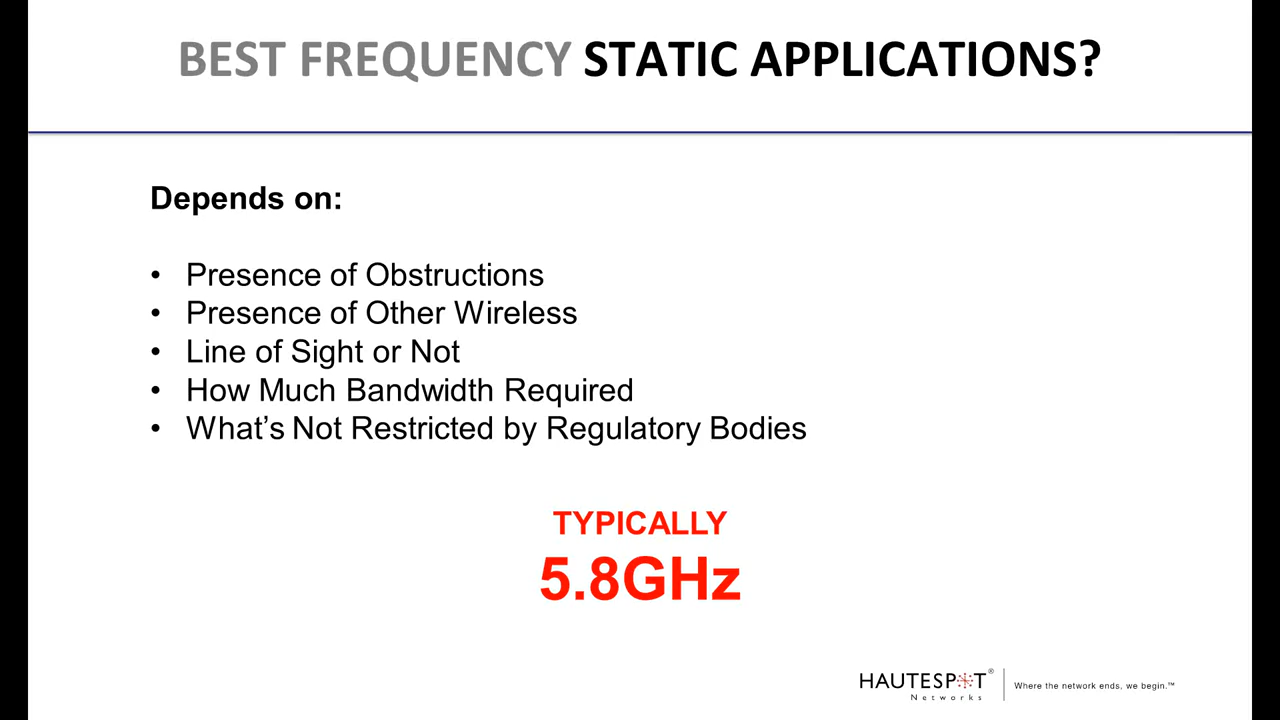 BEST FREQUENCY STATIC APPLICATIONS?
Depends on:
• Presence of Obstructions
• Presence of Other Wireless
• Line of Sight or Not
• How Much Bandwidth Required
• What’s Not Restricted by Regulatory Bodies
TYPICALLY
5.8GHz
HAUTESPOT®
Networks
Where the network ends, we begin.™